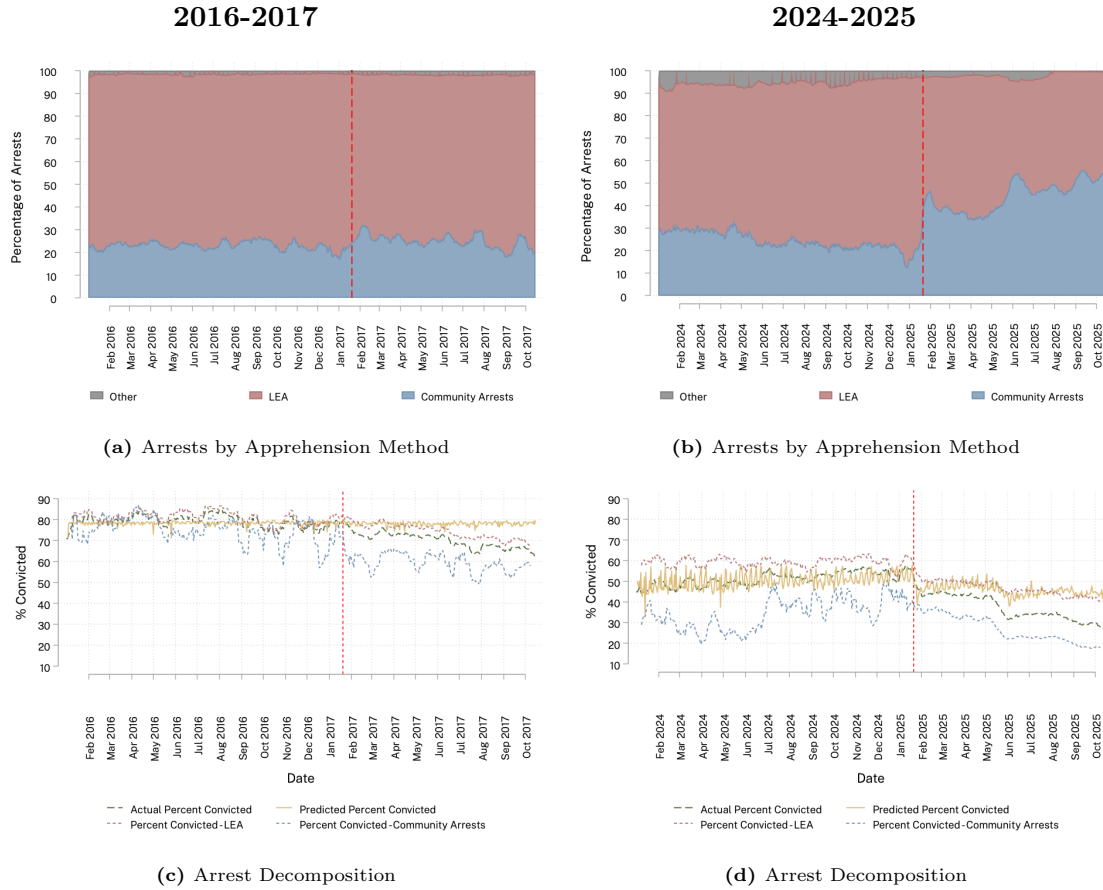 2016-2017
2024-2025
Percentage of Arrests
100
90
80
70
60
50
40
30
20
10
0
Feb 2016
Mar 2016
Apr 2016
May 2016
Jun 2016
Jul 2016
Aug 2016
Sep 2016
Oct 2016
Nov 2016
Dec 2016
Jan 2017
Feb 2017
Mar 2017
Apr 2017
May 2017
Jun 2017
Jul 2017
Aug 2017
Sep 2017
Oct 2017
Other
LEA
Community Arrests
(a) Arrests by Apprehension Method
Percentage of Arrests
100
90
80
70
60
50
40
30
20
10
0
Feb 2024
Mar 2024
Apr 2024
May 2024
Jun 2024
Jul 2024
Aug 2024
Sep 2024
Oct 2024
Nov 2024
Dec 2024
Jan 2025
Feb 2025
Mar 2025
Apr 2025
May 2025
Jun 2025
Jul 2025
Aug 2025
Sep 2025
Oct 2025
Other
LEA
Community Arrests
(b) Arrests by Apprehension Method
% Convicted
90
80
70
60
50
40
30
20
10
Feb 2016
Mar 2016
Apr 2016
May 2016
Jun 2016
Jul 2016
Aug 2016
Sep 2016
Oct 2016
Nov 2016
Dec 2016
Jan 2017
Feb 2017
Mar 2017
Apr 2017
May 2017
Jun 2017
Jul 2017
Aug 2017
Sep 2017
Oct 2017
Date
Actual Percent Convicted
Predicted Percent Convicted
Percent Convicted-LEA
Percent Convicted-Community Arrests
(c) Arrest Decomposition
% Convicted
90
80
70
60
50
40
30
20
10
Feb 2024
Mar 2024
Apr 2024
May 2024
Jun 2024
Jul 2024
Aug 2024
Sep 2024
Oct 2024
Nov 2024
Dec 2024
Jan 2025
Feb 2025
Mar 2025
Apr 2025
May 2025
Jun 2025
Jul 2025
Aug 2025
Sep 2025
Oct 2025
Date
Actual Percent Convicted
Predicted Percent Convicted
Percent Convicted-LEA
Percent Convicted-Community Arrests
(d) Arrest Decomposition